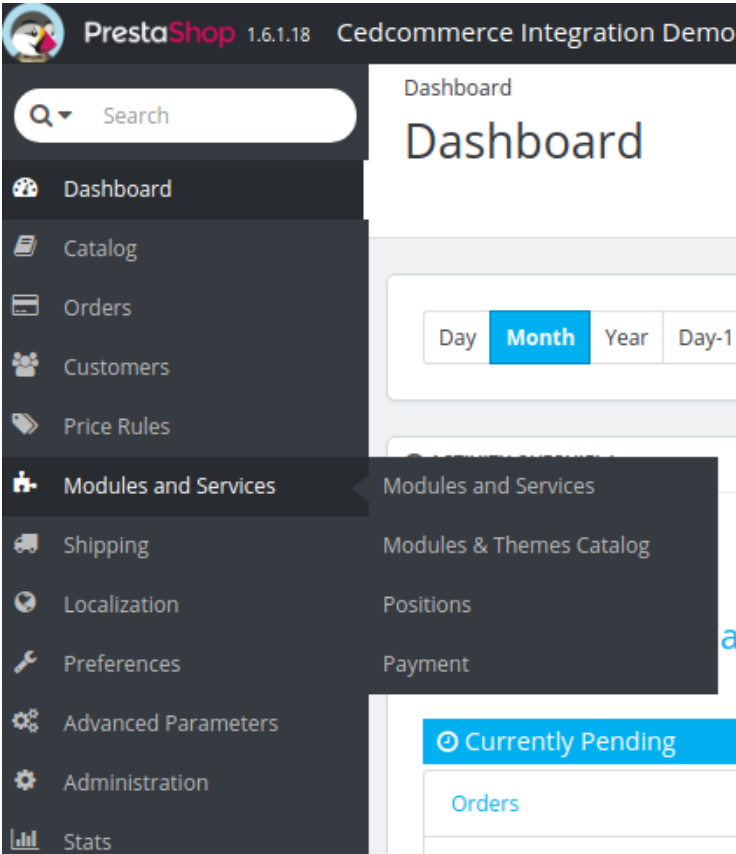 PrestaShop 1.6.1.18 Cedcommerce Integration Demo
Search
Dashboard
Catalog
Orders
Customers
Price Rules
Modules and Services
Shipping
Localization
Preferences
Advanced Parameters
Administration
Stats
Modules and Services
Modules & Themes Catalog
Positions
Payment
Dashboard
Dashboard
Day Month Year Day-1
Currently Pending
Orders